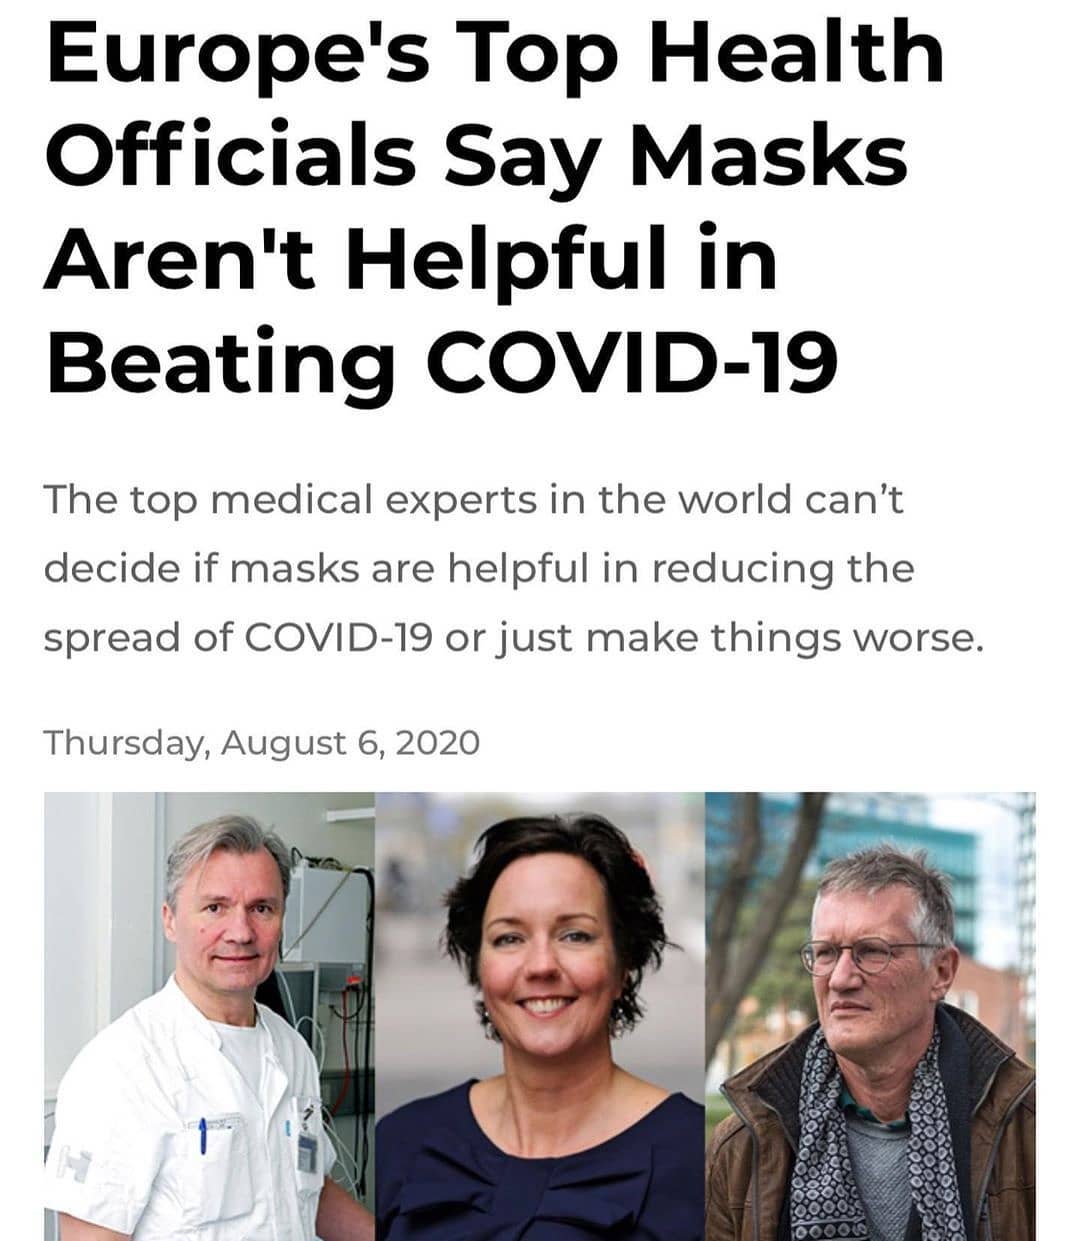 Europe's Top Health
Officials Say Masks
Aren't Helpful in
Beating COVID-19
The top medical experts in the world can’t
decide if masks are helpful in reducing the
spread of COVID-19 or just make things worse.
Thursday, August 6, 2020
H